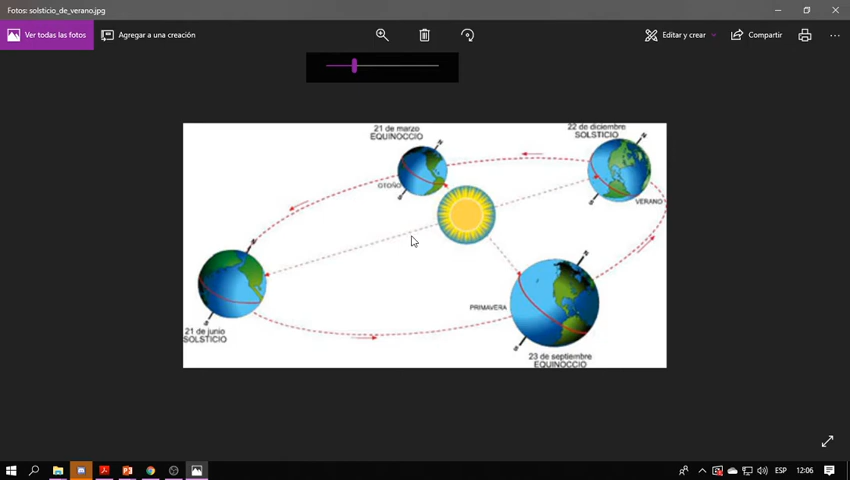 Fotos: solsticio_de_verano.jpg
Ver todas las fotos
Agregar a una creación
Editar y crear
Compartir
21 de marzo
EQUINOCCIO
22 de diciembre
SOLSTICIO
N
N
OTOÑO
S
S
VERANO
N
N
PRIMAVERA
S
21 de junio
SOLSTICIO
S
23 de septiembre
EQUINOCCIO
ESP
12:06